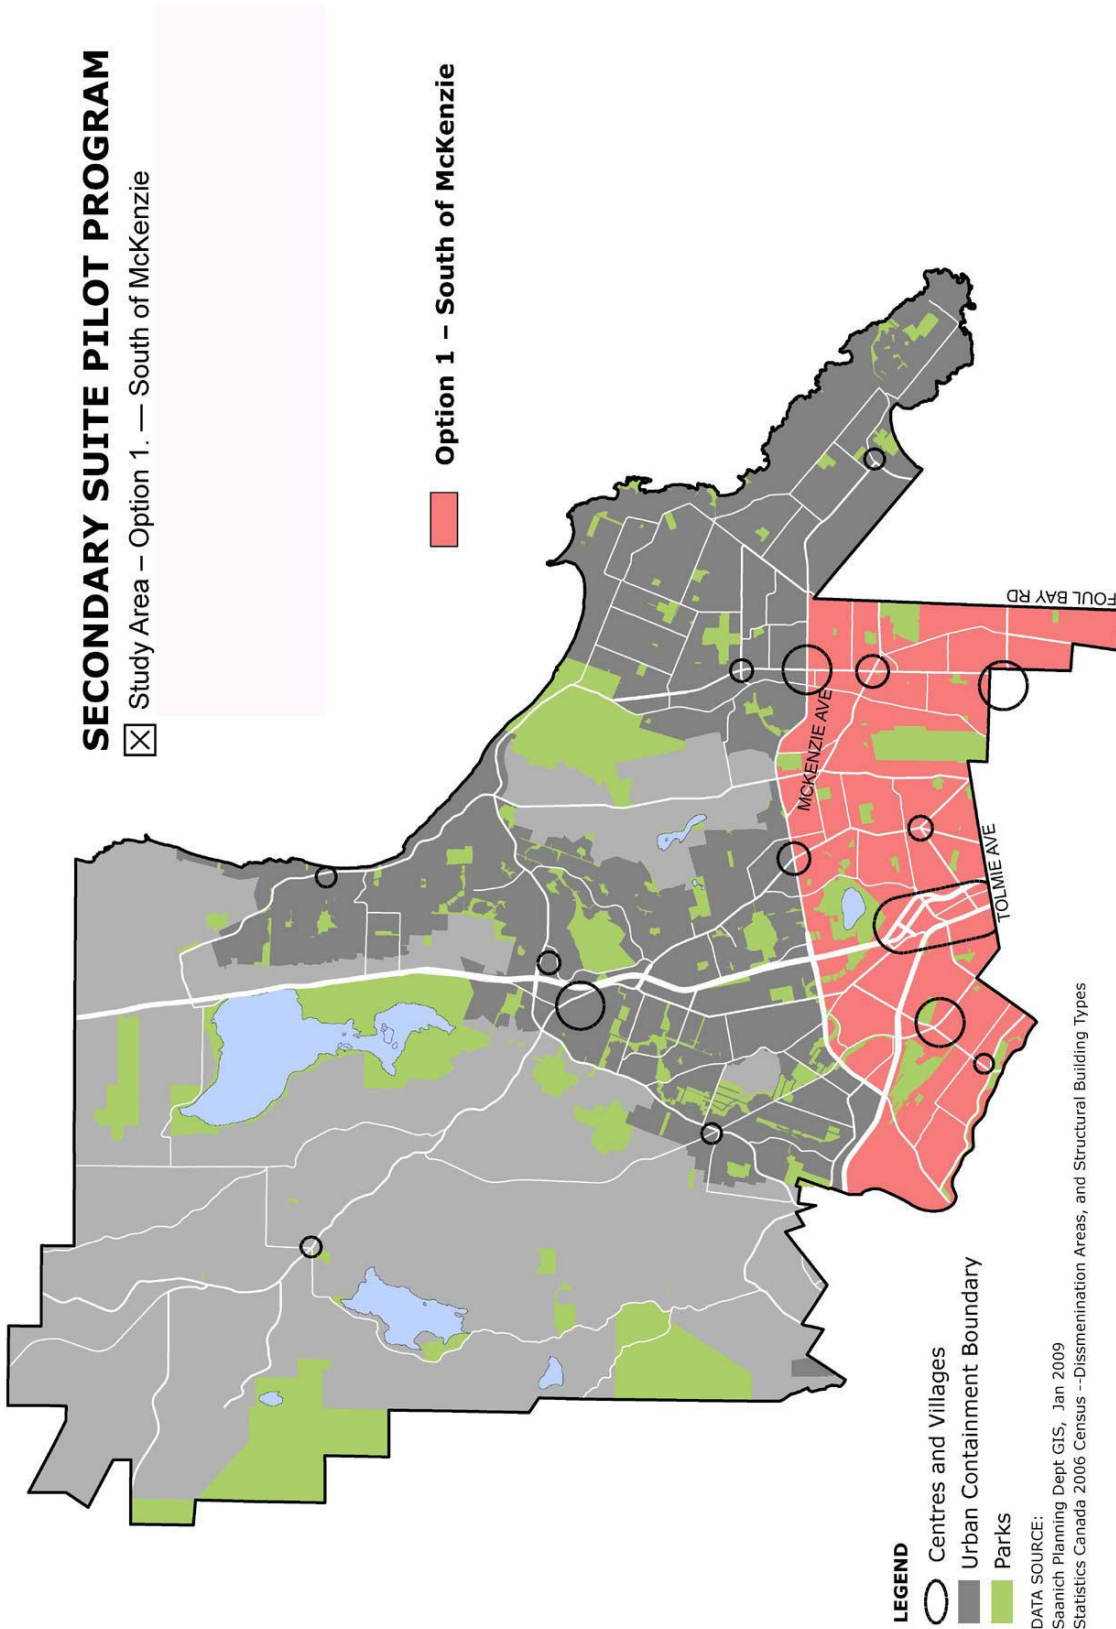 SECONDARY SUITE PILOT PROGRAM
☒ Study Area – Option 1. — South of McKenzie
Option 1 – South of McKenzie
MCKENZIE AVE
FOUL BAY RD
TOLMIE AVE
LEGEND
Centres and Villages
Urban Containment Boundary
Parks
DATA SOURCE:
Saanich Planning Dept GIS, Jan 2009
Statistics Canada 2006 Census --Dissmenination Areas, and Structural Building Types